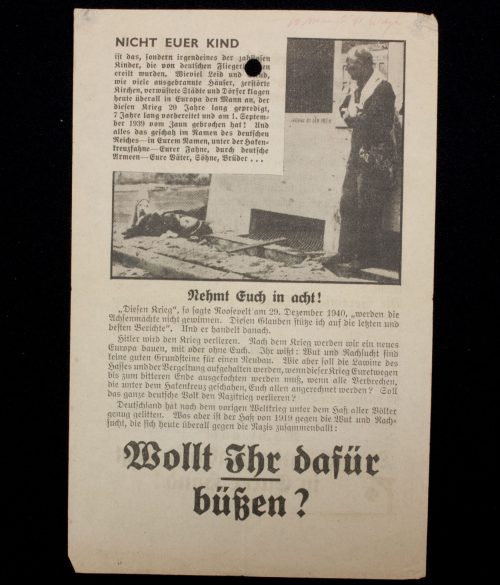 NICHT EUER KIND
ist das, sondern irgendeines der zahllosen
Kinder, die von deutschen Fliegern
ereilt wurden. Wieviel Leid und
wie viele ausgebrannte Häuser, zerstörte
Kirchen, verwüstete Städte und Dörfer klagen
heute überall in Europa den Mann an, der
diesen Krieg 20 Jahre lang gepredigt,
7 Jahre lang vorbereitet und am 1. September
1939 vom Zaun gebrochen hat! Und
alles das geschah im Namen des deutschen
Reiches—in Eurem Namen, unter der Haken-
kreuzfahne—Eurer Fahne, durch deutsche
Armeen—Eure Väter, Söhne, Brüder . . .
Nehmt Euch in acht!
„Diesen Krieg“, so sagte Roosevelt am 29. Dezember 1940, „werden die
Achsenmächte nicht gewinnen. Diesen Glauben stütze ich auf die letzten und
besten Berichte“. Und er handelt danach.
Hitler wird den Krieg verlieren. Nach dem Krieg werden wir ein neues
Europa bauen, mit oder ohne Euch. Ihr wißt: Wut und Rachsucht sind
keine guten Grundsteine für einen Neubau. Wie aber soll die Lawine des
Hasses und der Vergeltung aufgehalten werden, wenn dieser Krieg Euretwegen
bis zum bitteren Ende ausgefochten werden muß, wenn alle Verbrechen,
die unter dem Hakenkreuz geschahen, Euch allen angerechnet werden? Soll
das ganze deutsche Volk den Nazikrieg verlieren?
Deutschland hat nach dem vorigen Weltkrieg unter dem Haß aller Völker
genug gelitten. Was aber ist der Haß von 1919 gegen die Wut und Rach-
sucht, die sich heute überall gegen die Nazis zusammenballt:
Wollt Ihr dafür
büßen?